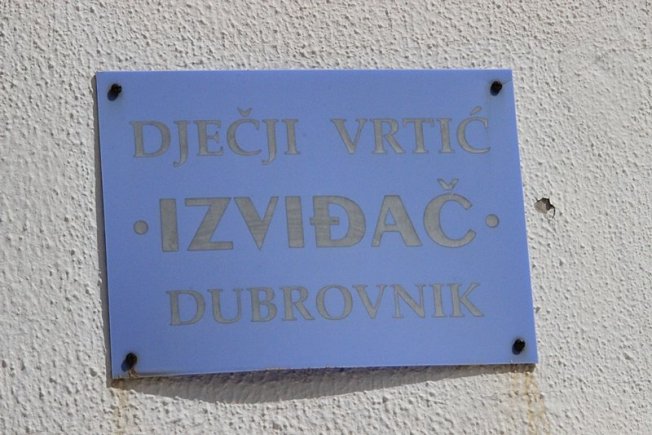 DJEČJI VRTIĆ
·IZVIĐAČ·
DUBROVNIK